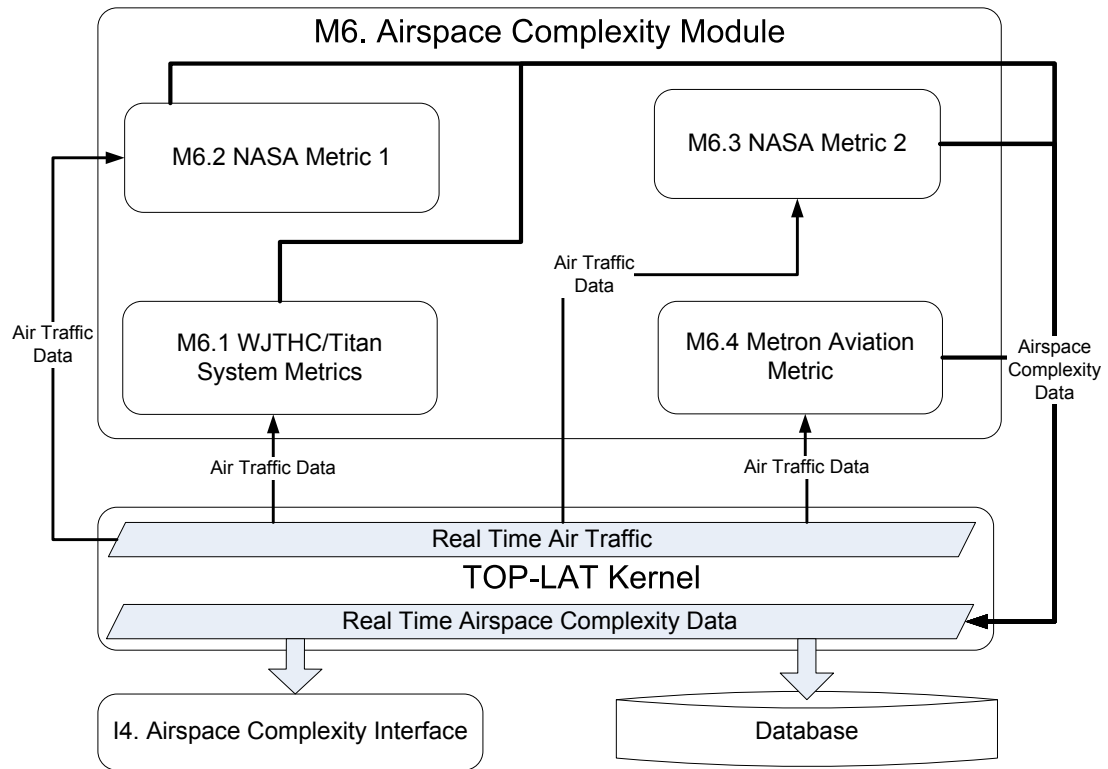 M6. Airspace Complexity Module
M6.2 NASA Metric 1
M6.3 NASA Metric 2
Air Traffic
Data
Air Traffic
Data
M6.1 WJTHC/Titan
System Metrics
M6.4 Metron Aviation
Metric
Airspace
Complexity
Data
Air Traffic Data
Air Traffic Data
Real Time Air Traffic
TOP-LAT Kernel
Real Time Airspace Complexity Data
I4. Airspace Complexity Interface
Database